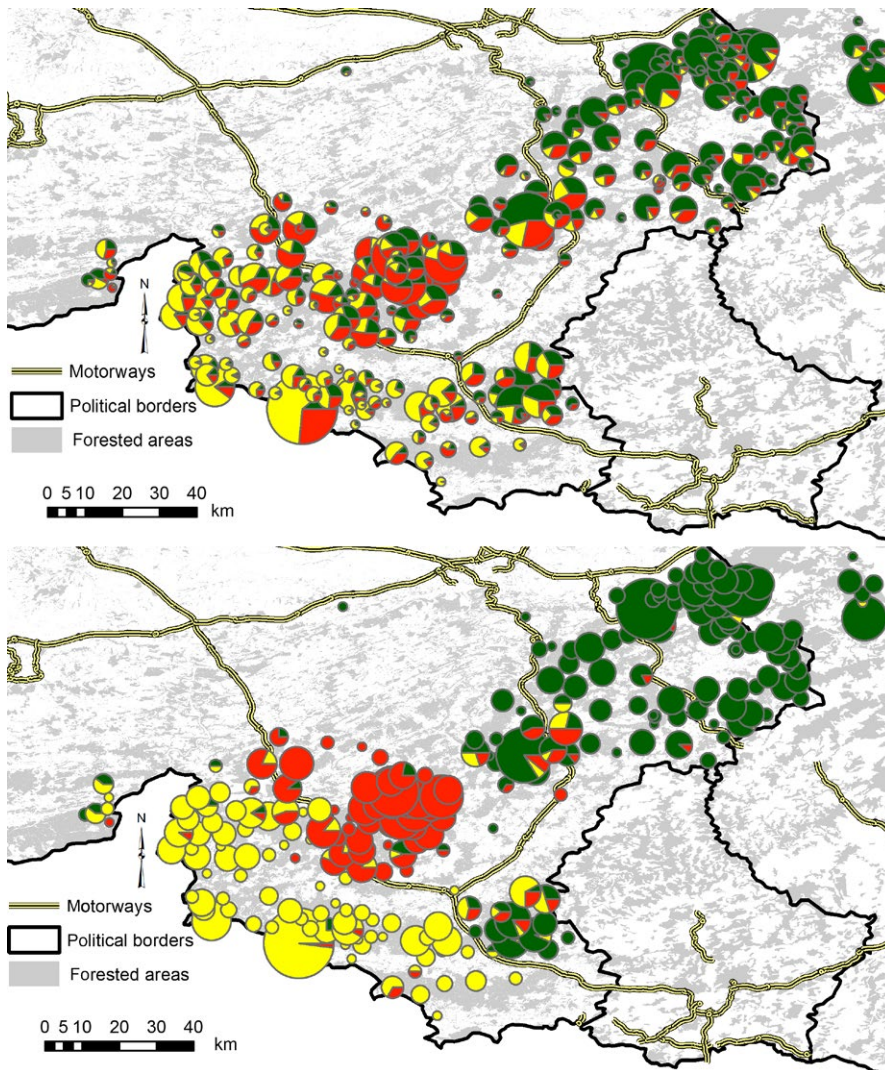 N
Motorways
Political borders
Forested areas
0 5 10 20 30 40
km
N
Motorways
Political borders
Forested areas
0 5 10 20 30 40
km